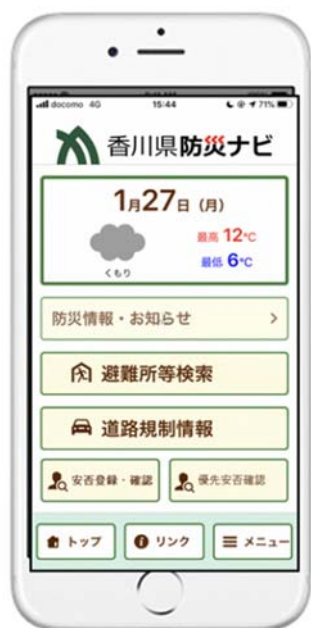 docomo 4G 15:44 71%
香川県防災ナビ
1月27日(月)
最高 12℃
くもり
最低 6℃
防災情報・お知らせ >
避難所等検索
道路規制情報
安否登録・確認 優先安否確認
トップ リンク メニュー